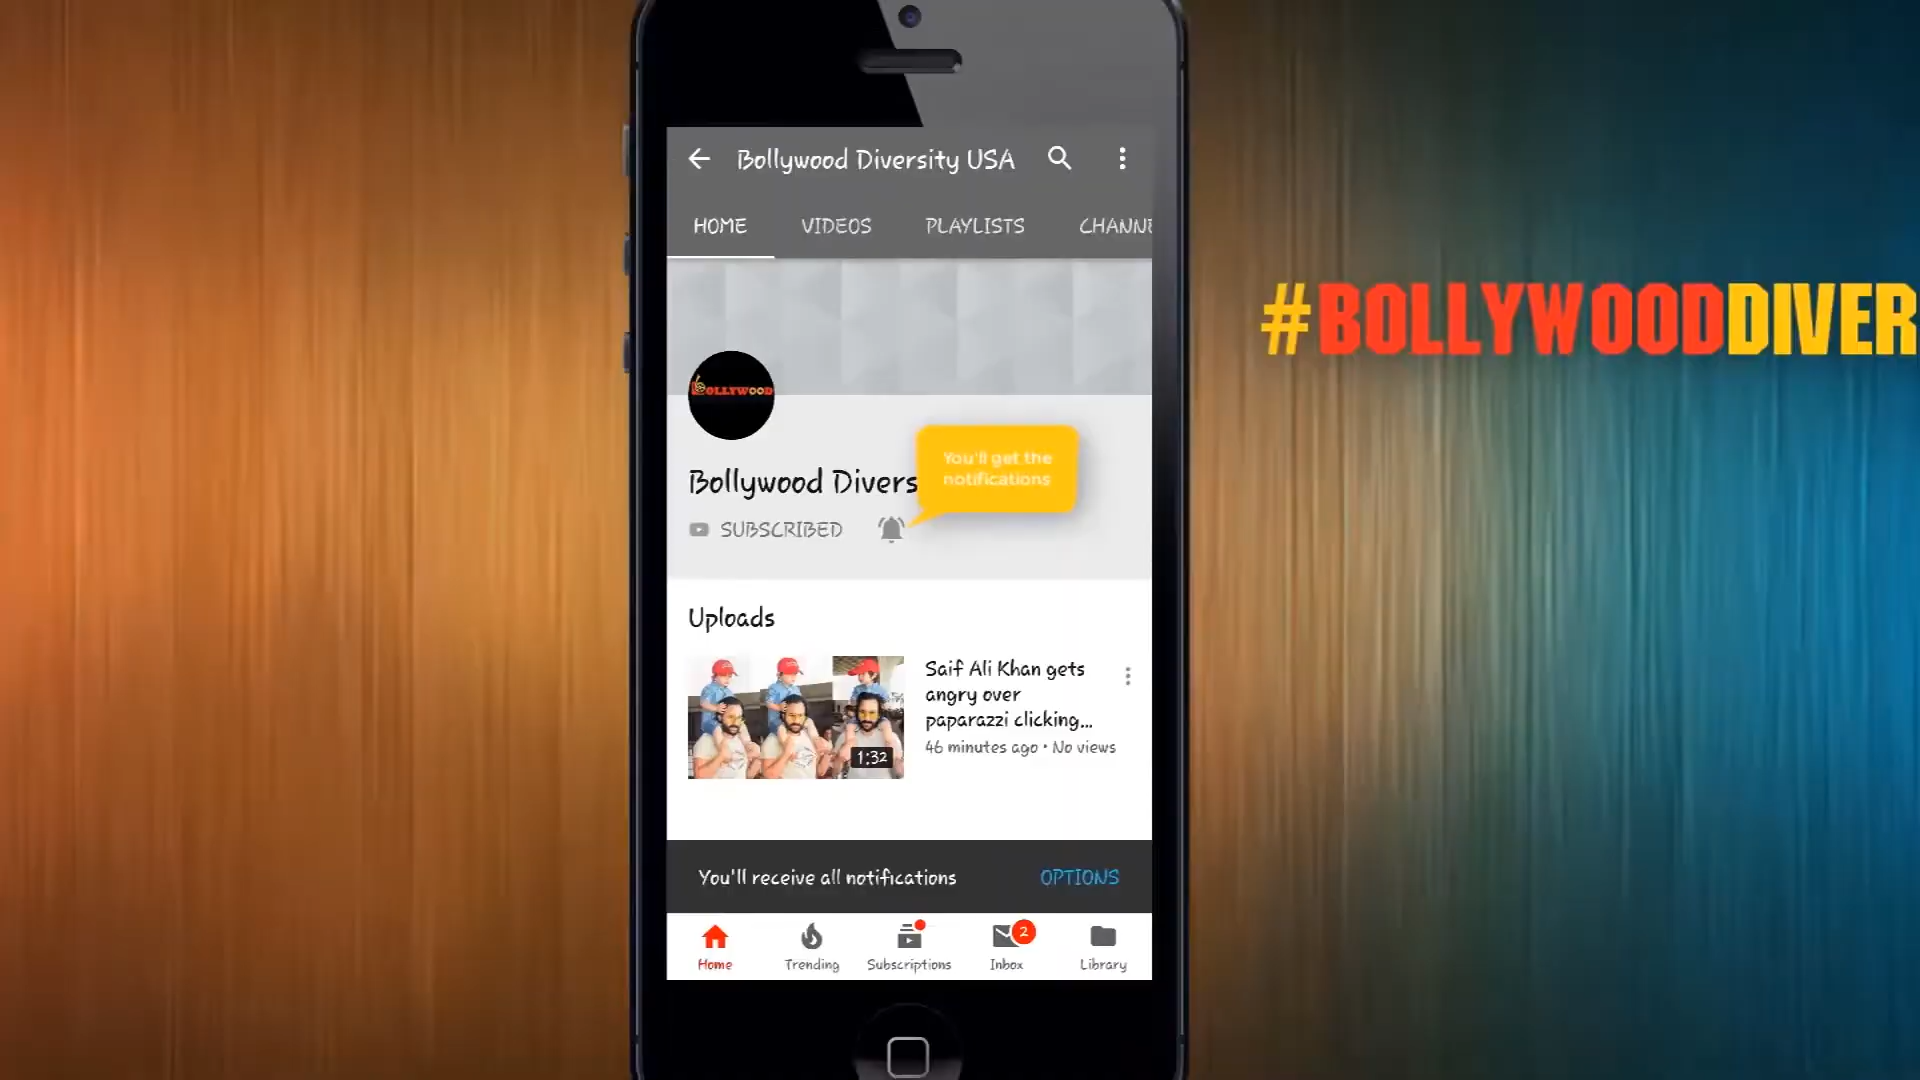 Bollywood Diversity USA
HOME VIDEOS PLAYLISTS CHANNE
#BOLLYWOODDIVER
BOLLYWOOD
You'll get the
notifications
Bollywood Divers
SUBSCRIBED
Uploads
Saif Ali Khan gets
angry over
paparazzi clicking...
46 minutes ago • No views
1:32
You'll receive all notifications OPTIONS
2
Home Trending Subscriptions Inbox Library